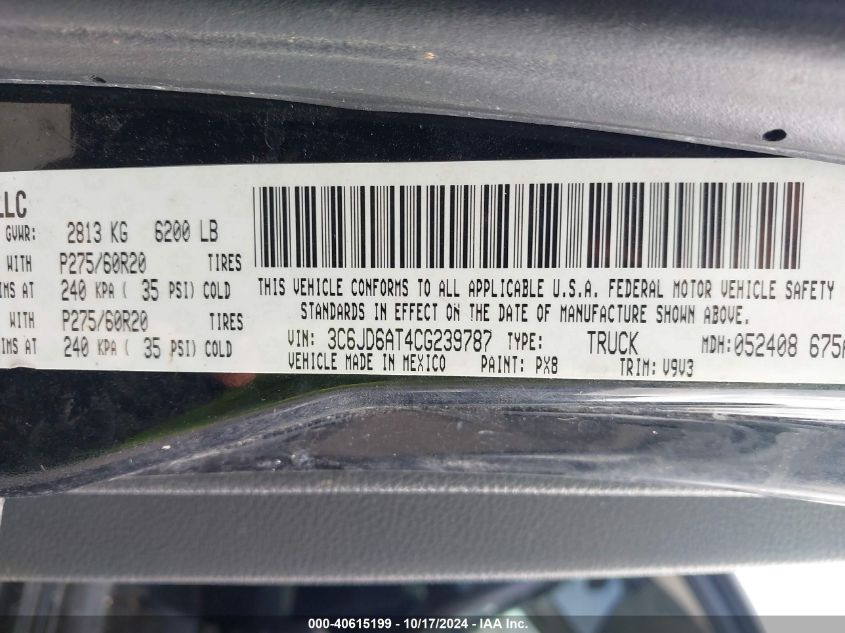 LLC
GVWR: 2813 KG 6200 LB
WITH P275/60R20 TIRES
IMS AT 240 KPA ( 35 PSI) COLD
WITH P275/60R20 TIRES
IMS AT 240 KPA ( 35 PSI) COLD
THIS VEHICLE CONFORMS TO ALL APPLICABLE U.S.A. FEDERAL MOTOR VEHICLE SAFETY
STANDARDS IN EFFECT ON THE DATE OF MANUFACTURE SHOWN ABOVE.
VIN: 3C6JD6AT4CG239787 TYPE: TRUCK MDH:052408 675A
VEHICLE MADE IN MEXICO PAINT: PX8 TRIM: V9V3
000-40615199 | 10/17/2024 | IAA Inc.